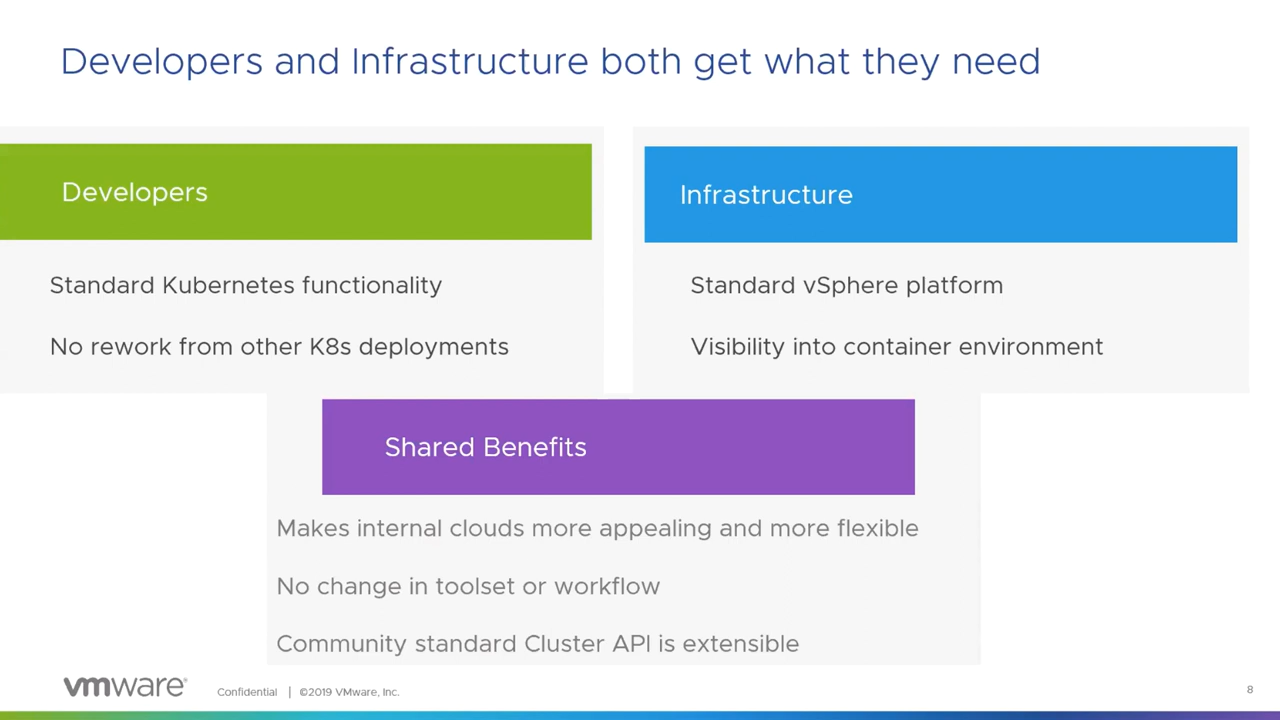 Developers and Infrastructure both get what they need
Developers
Standard Kubernetes functionality
No rework from other K8s deployments
Infrastructure
Standard vSphere platform
Visibility into container environment
Shared Benefits
Makes internal clouds more appealing and more flexible
No change in toolset or workflow
Community standard Cluster API is extensible
vmware®
Confidential | ©2019 VMware, Inc.
8